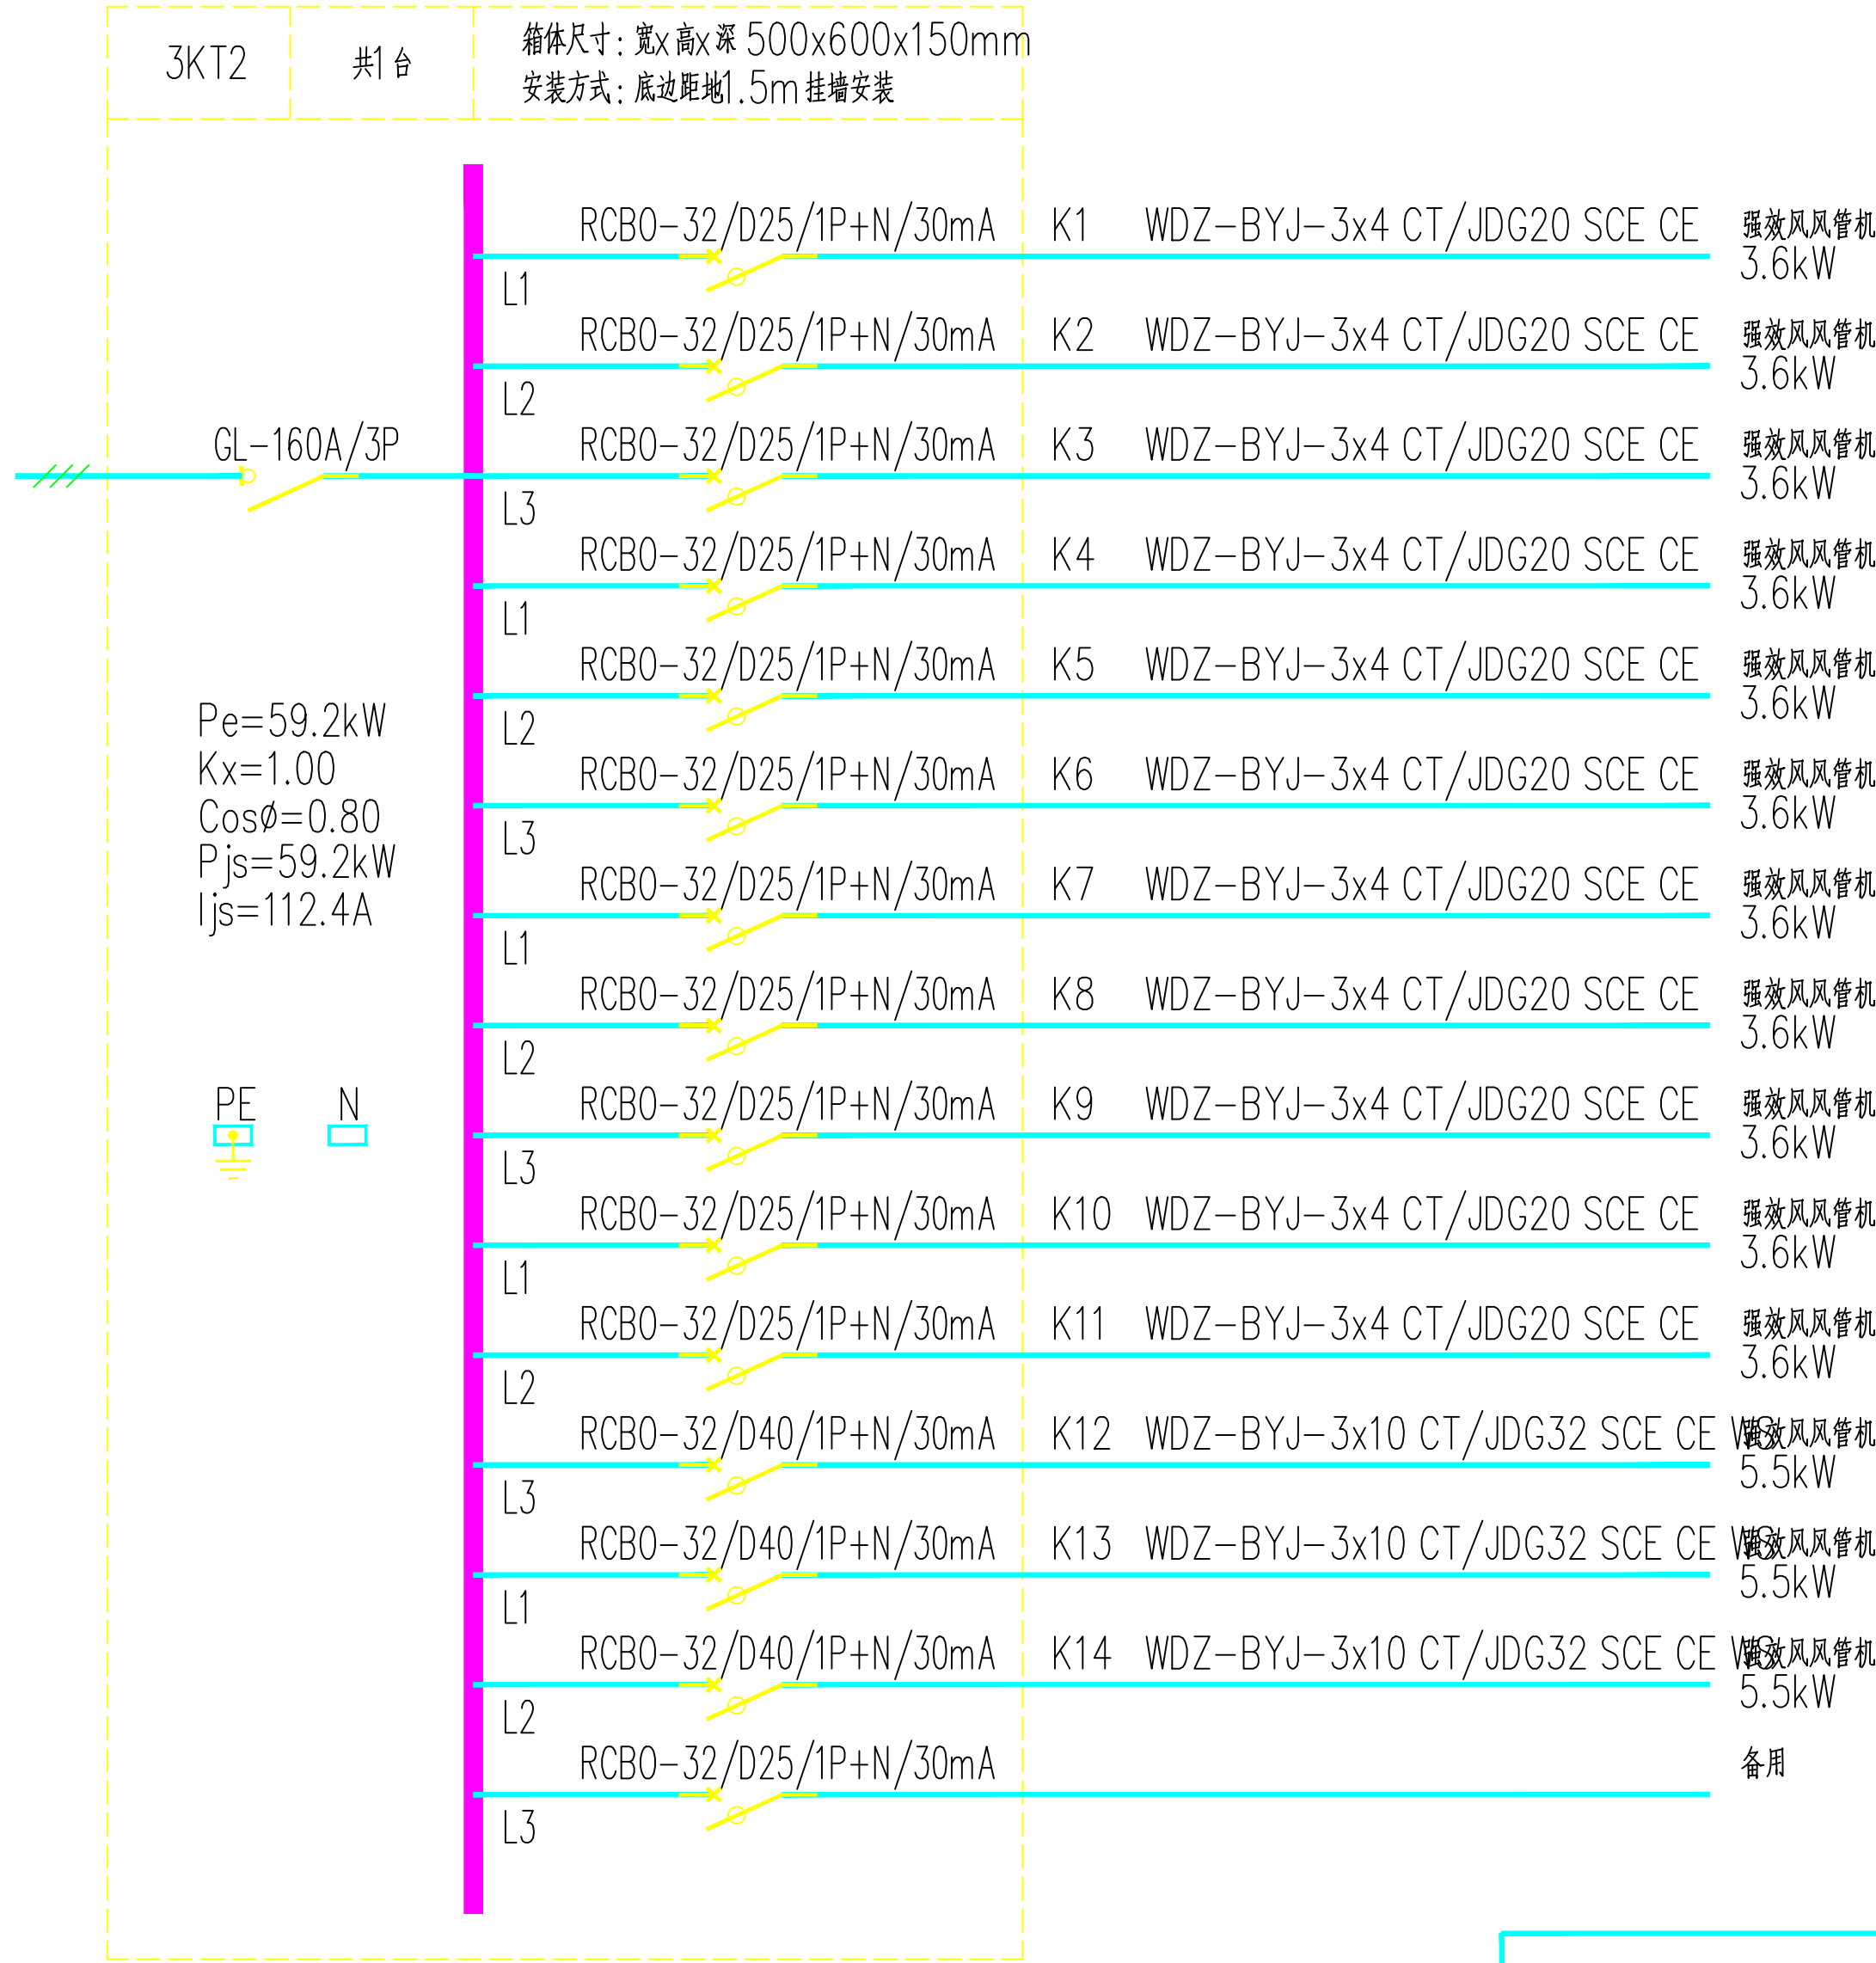 3KT2
共1台
箱体尺寸：宽x高x深 500x600x150mm
安装方式：底边距地1.5m挂墙安装
RCBO-32/D25/1P+N/30mA K1 WDZ-BYJ-3x4 CT/JDG20 SCE CE 强效风风管机
3.6kW
L1
RCBO-32/D25/1P+N/30mA K2 WDZ-BYJ-3x4 CT/JDG20 SCE CE 强效风风管机
3.6kW
L2
GL-160A/3P
RCBO-32/D25/1P+N/30mA K3 WDZ-BYJ-3x4 CT/JDG20 SCE CE 强效风风管机
3.6kW
L3
RCBO-32/D25/1P+N/30mA K4 WDZ-BYJ-3x4 CT/JDG20 SCE CE 强效风风管机
3.6kW
L1
RCBO-32/D25/1P+N/30mA K5 WDZ-BYJ-3x4 CT/JDG20 SCE CE 强效风风管机
3.6kW
L2
Pe=59.2kW
Kx=1.00
Cosø=0.80
Pjs=59.2kW
Ijs=112.4A
RCBO-32/D25/1P+N/30mA K6 WDZ-BYJ-3x4 CT/JDG20 SCE CE 强效风风管机
3.6kW
L3
RCBO-32/D25/1P+N/30mA K7 WDZ-BYJ-3x4 CT/JDG20 SCE CE 强效风风管机
3.6kW
L1
RCBO-32/D25/1P+N/30mA K8 WDZ-BYJ-3x4 CT/JDG20 SCE CE 强效风风管机
3.6kW
L2
PE N
RCBO-32/D25/1P+N/30mA K9 WDZ-BYJ-3x4 CT/JDG20 SCE CE 强效风风管机
3.6kW
L3
RCBO-32/D25/1P+N/30mA K10 WDZ-BYJ-3x4 CT/JDG20 SCE CE 强效风风管机
3.6kW
L1
RCBO-32/D25/1P+N/30mA K11 WDZ-BYJ-3x4 CT/JDG20 SCE CE 强效风风管机
3.6kW
L2
RCBO-32/D40/1P+N/30mA K12 WDZ-BYJ-3x10 CT/JDG32 SCE CE WS 强效风风管机
5.5kW
L3
RCBO-32/D40/1P+N/30mA K13 WDZ-BYJ-3x10 CT/JDG32 SCE CE WS 强效风风管机
5.5kW
L1
RCBO-32/D40/1P+N/30mA K14 WDZ-BYJ-3x10 CT/JDG32 SCE CE WS 强效风风管机
5.5kW
L2
RCBO-32/D25/1P+N/30mA 备用
L3